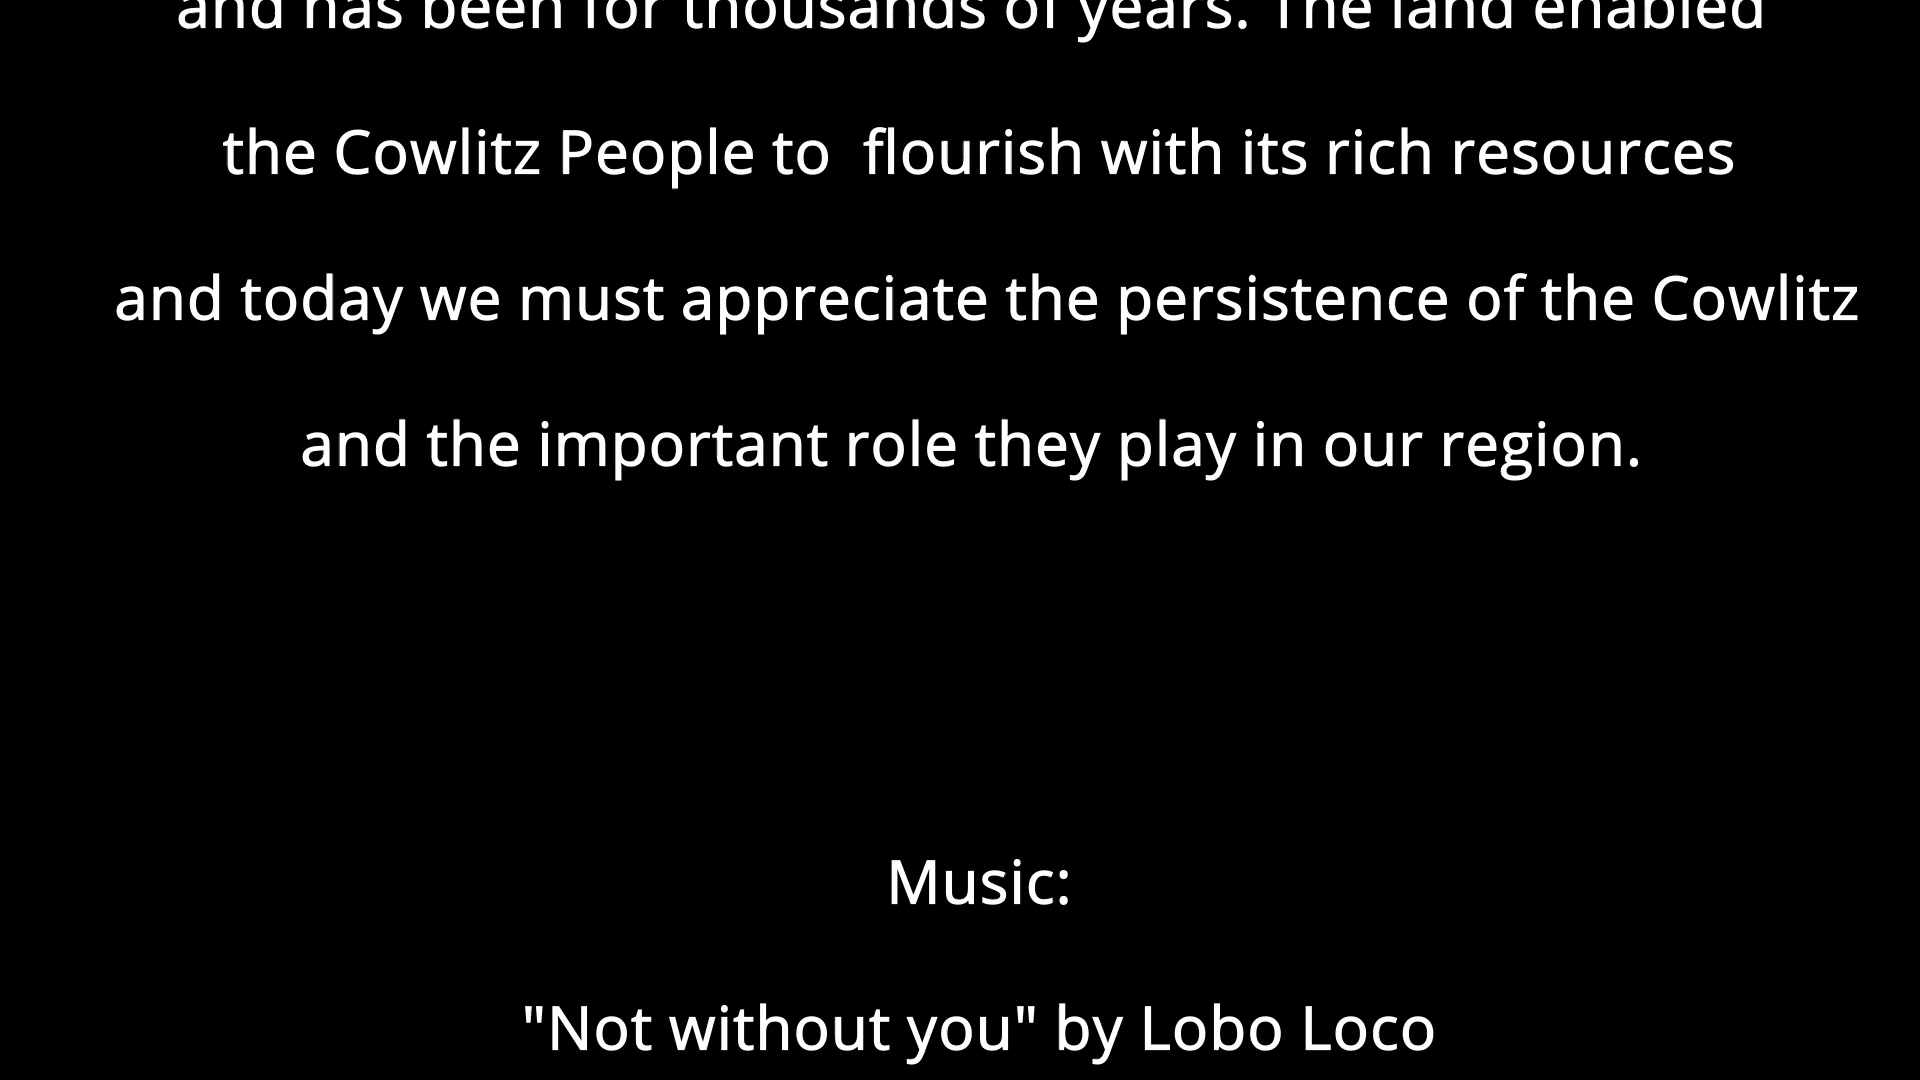 and has been for thousands of years. The land enabled
the Cowlitz People to  flourish with its rich resources
and today we must appreciate the persistence of the Cowlitz
and the important role they play in our region.
Music:
"Not without you" by Lobo Loco